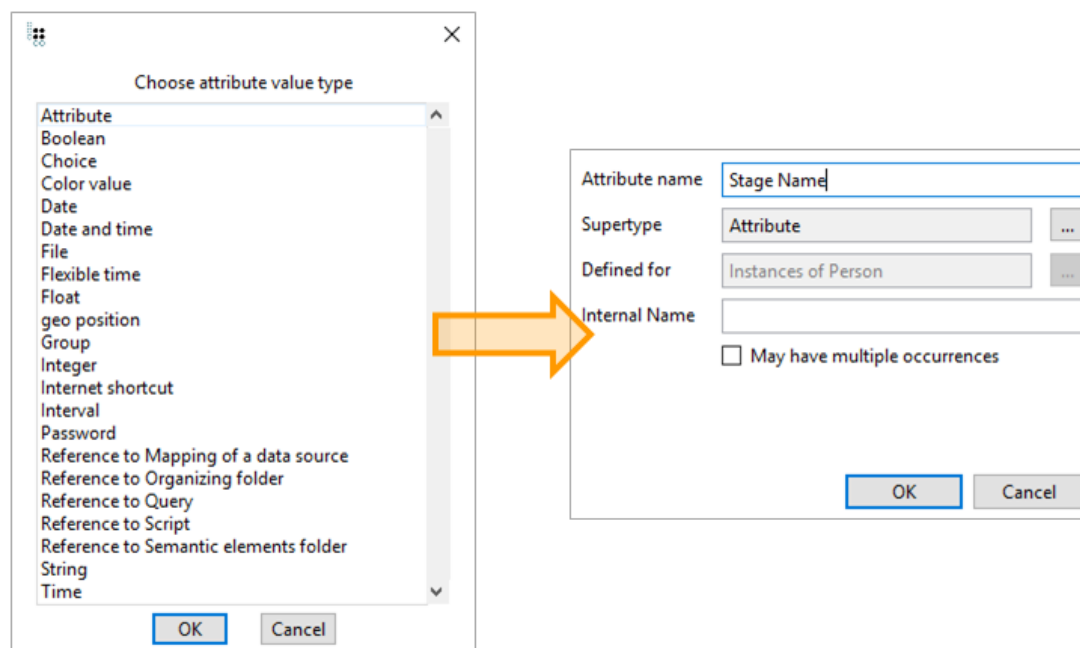 Choose attribute value type
Attribute
Boolean
Choice
Color value
Date
Date and time
File
Flexible time
Float
geo position
Group
Integer
Internet shortcut
Interval
Password
Reference to Mapping of a data source
Reference to Organizing folder
Reference to Query
Reference to Script
Reference to Semantic elements folder
String
Time
OK Cancel
Attribute name Stage Name
Supertype Attribute ...
Defined for Instances of Person ...
Internal Name
May have multiple occurrences
OK Cancel